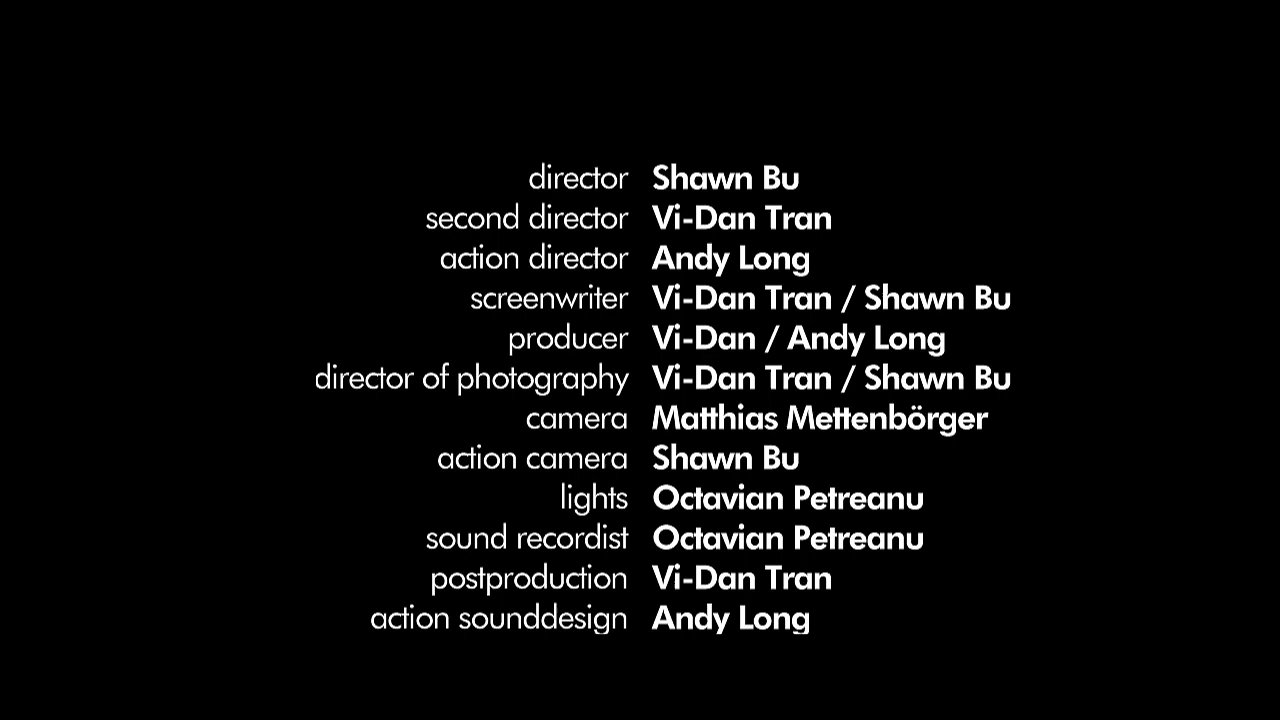 director Shawn Bu
second director Vi-Dan Tran
action director Andy Long
screenwriter Vi-Dan Tran / Shawn Bu
producer Vi-Dan / Andy Long
director of photography Vi-Dan Tran / Shawn Bu
camera Matthias Mettenbörger
action camera Shawn Bu
lights Octavian Petreanu
sound recordist Octavian Petreanu
postproduction Vi-Dan Tran
action sounddesign Andy Long